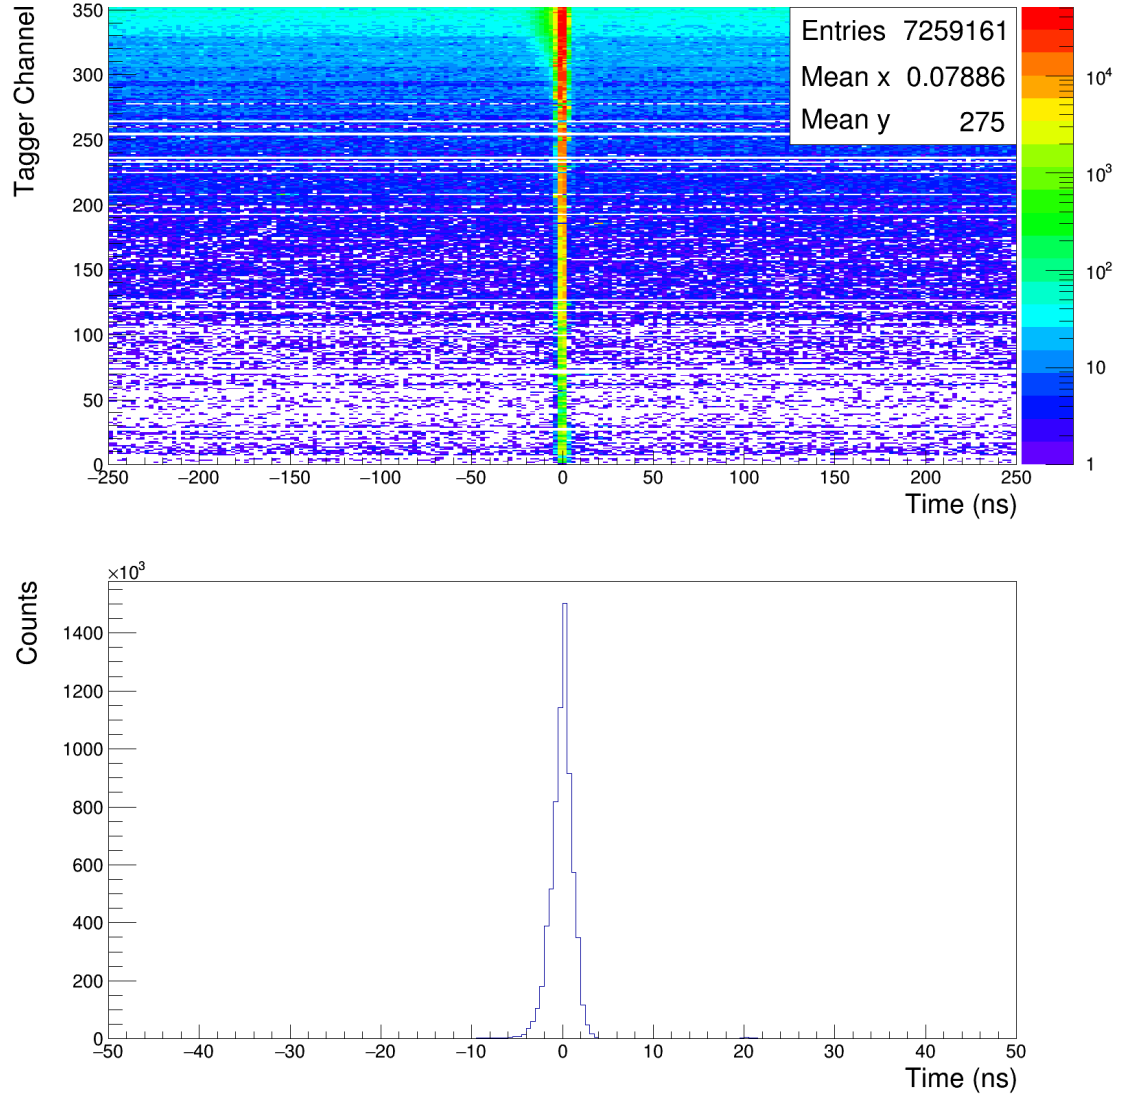 Tagger Channel
350
300
250
200
150
100
50
0
Entries 7259161
Mean x 0.07886
Mean y 275
10⁴
10³
10²
10
1
−250 −200 −150 −100 −50 0 50 100 150 200 250
Time (ns)
×10³
Counts
1400
1200
1000
800
600
400
200
0
−50 −40 −30 −20 −10 0 10 20 30 40 50
Time (ns)